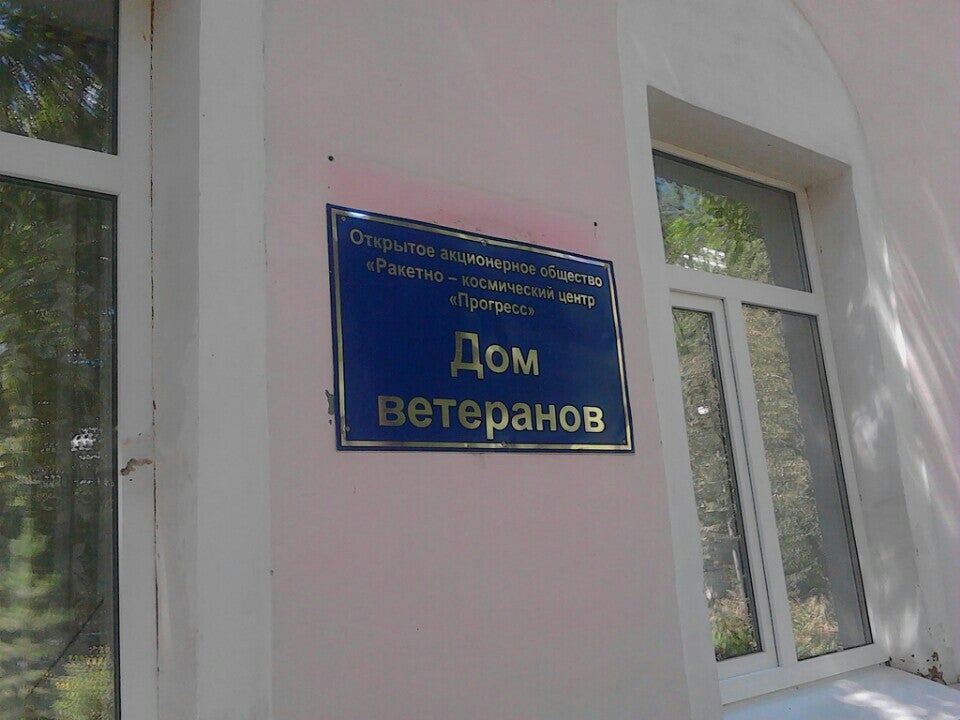 Открытое акционерное общество
«Ракетно – космический центр
«Прогресс»
Дом
ветеранов